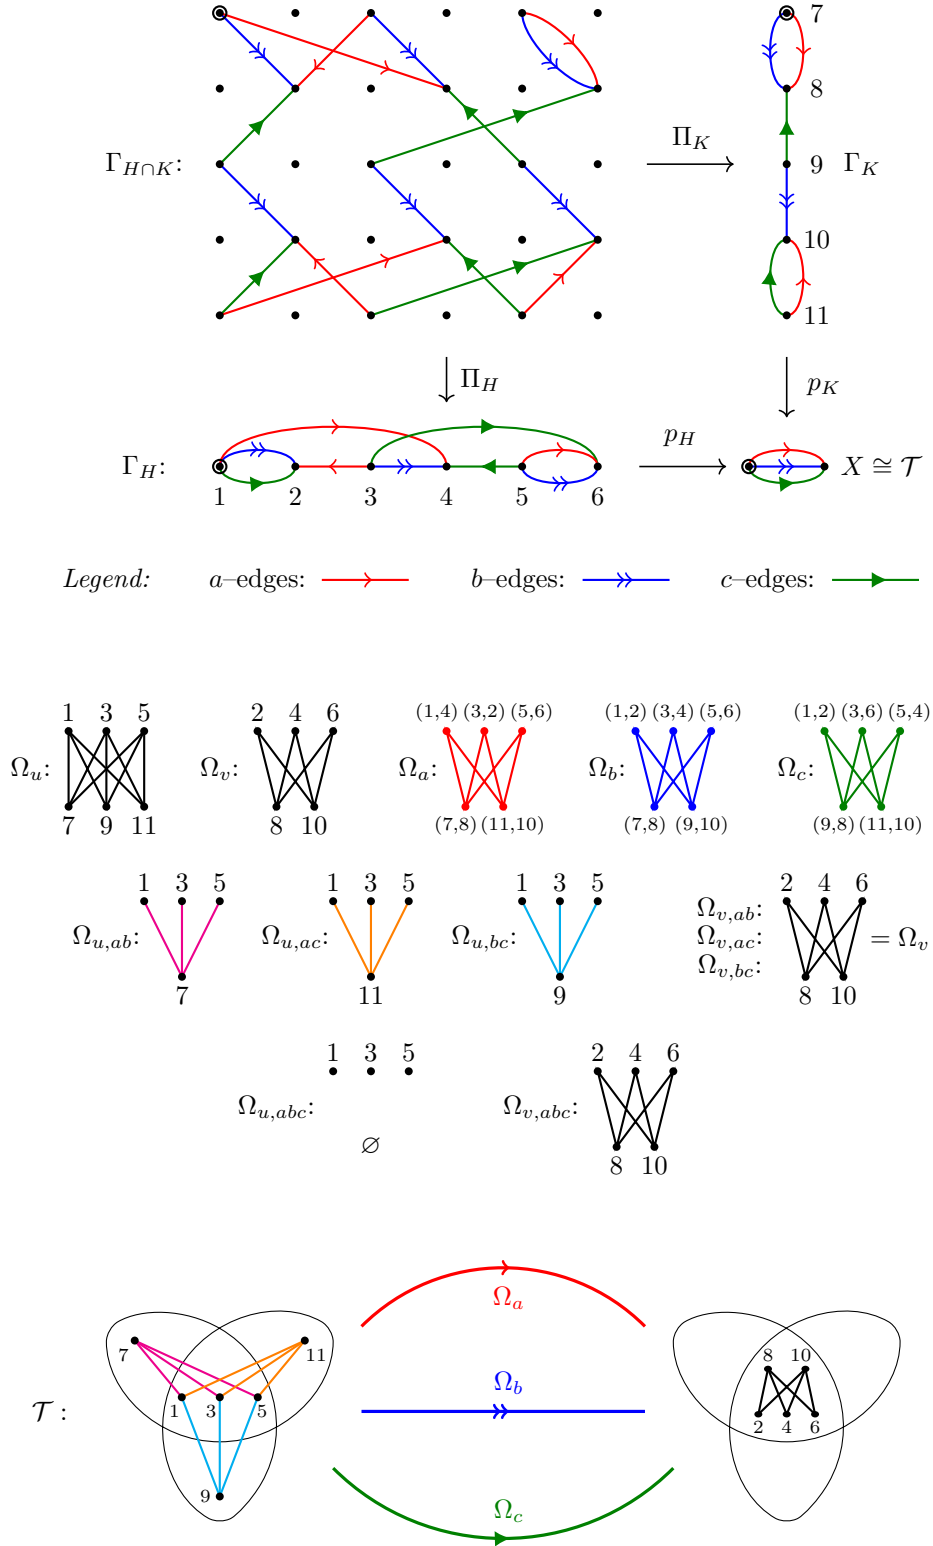 7
8
Γ_{H∩K}:
Π_K
9 Γ_K
10
11
Π_H
p_K
Γ_H:
p_H
X ≅ 𝒯
1 2 3 4 5 6
Legend: a–edges: b–edges: c–edges:
1 3 5
2 4 6
(1,4) (3,2) (5,6)
(1,2) (3,4) (5,6)
(1,2) (3,6) (5,4)
Ω_u: Ω_v: Ω_a: Ω_b: Ω_c:
7 9 11
8 10
(7,8) (11,10)
(7,8) (9,10)
(9,8) (11,10)
1 3 5
1 3 5
1 3 5
2 4 6
Ω_{u,ab}: Ω_{u,ac}: Ω_{u,bc}:
Ω_{v,ab}:
Ω_{v,ac}: = Ω_v
Ω_{v,bc}:
7
11
9
8 10
1 3 5
2 4 6
Ω_{u,abc}: Ω_{v,abc}:
∅
8 10
Ω_a
7 11
8 10
1 3 5
Ω_b
2 4 6
𝒯 :
9
Ω_c